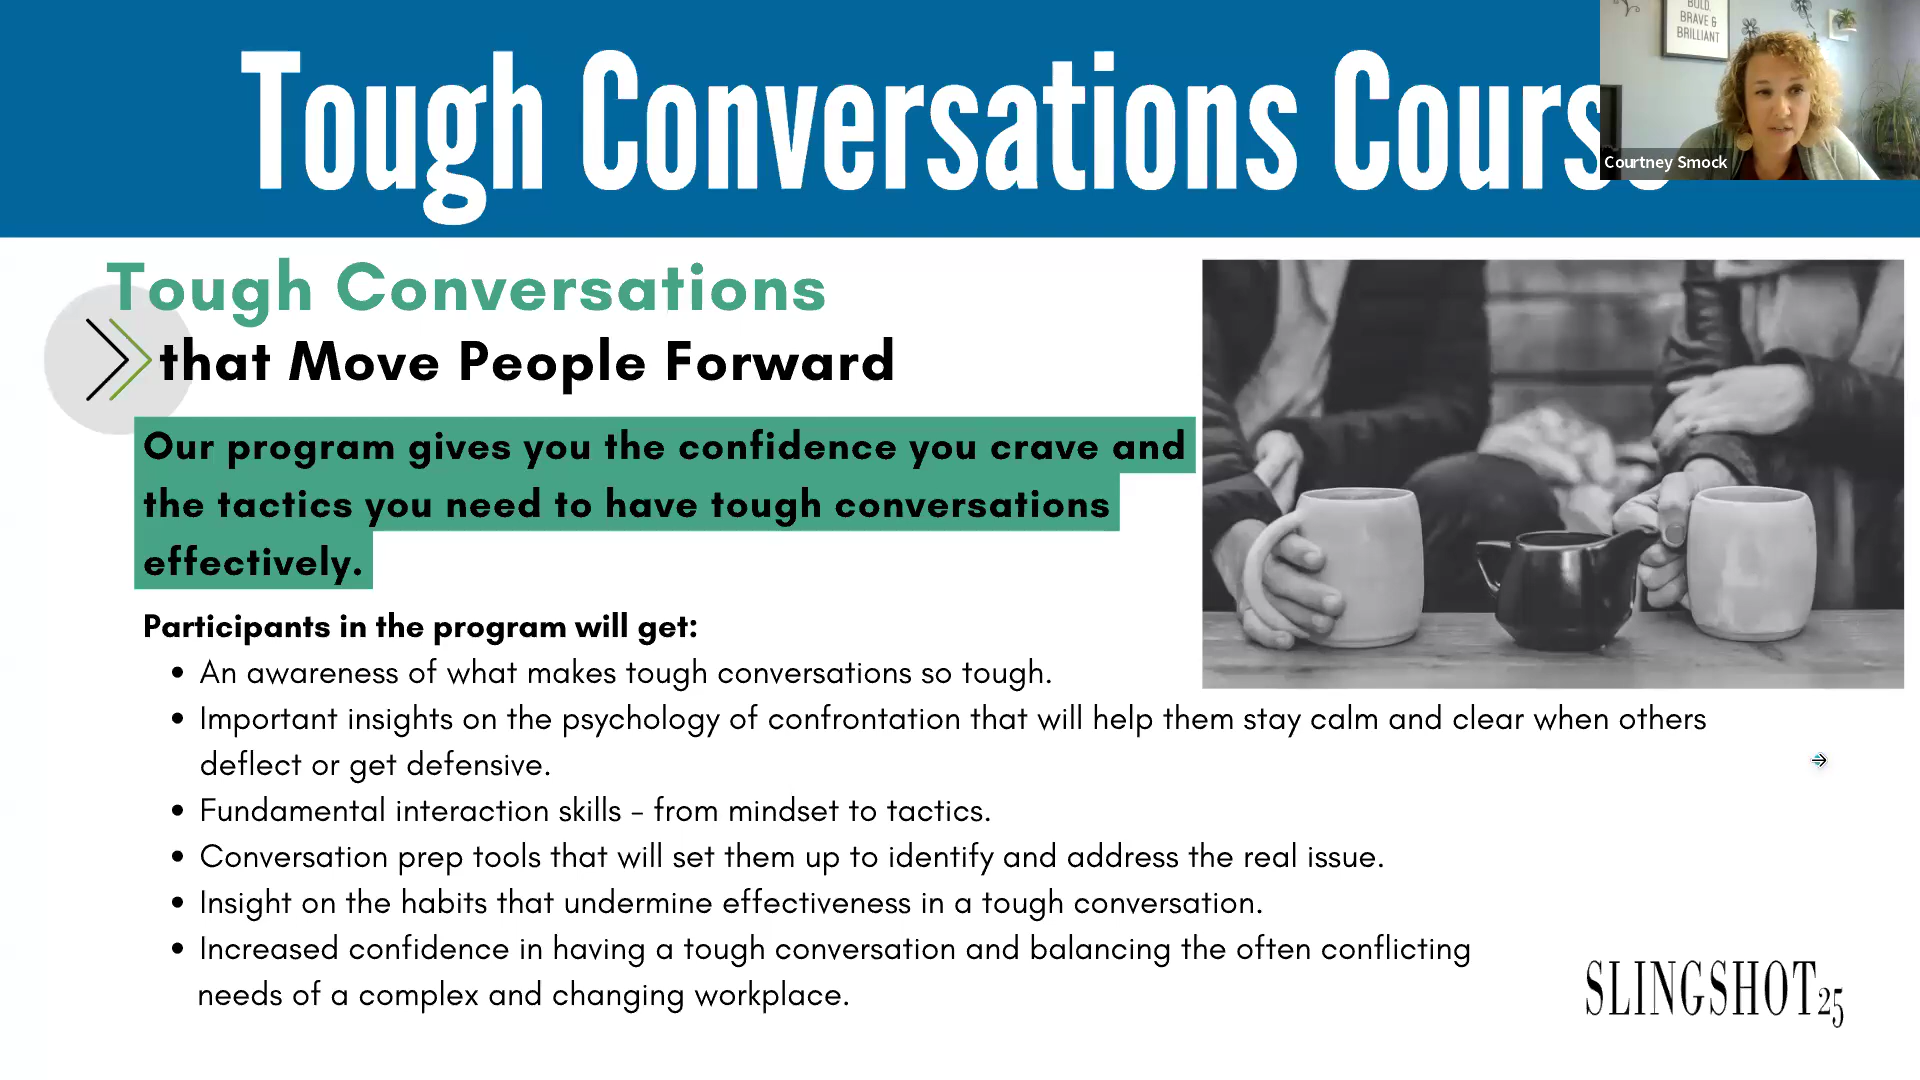 Tough Conversations Cours
BOLD,
BRAVE &
BRILLIANT
Courtney Smock
Tough Conversations
that Move People Forward
Our program gives you the confidence you crave and
the tactics you need to have tough conversations
effectively.
Participants in the program will get:
• An awareness of what makes tough conversations so tough.
• Important insights on the psychology of confrontation that will help them stay calm and clear when others
deflect or get defensive.
• Fundamental interaction skills - from mindset to tactics.
• Conversation prep tools that will set them up to identify and address the real issue.
• Insight on the habits that undermine effectiveness in a tough conversation.
• Increased confidence in having a tough conversation and balancing the often conflicting
needs of a complex and changing workplace.
SLINGSHOT25